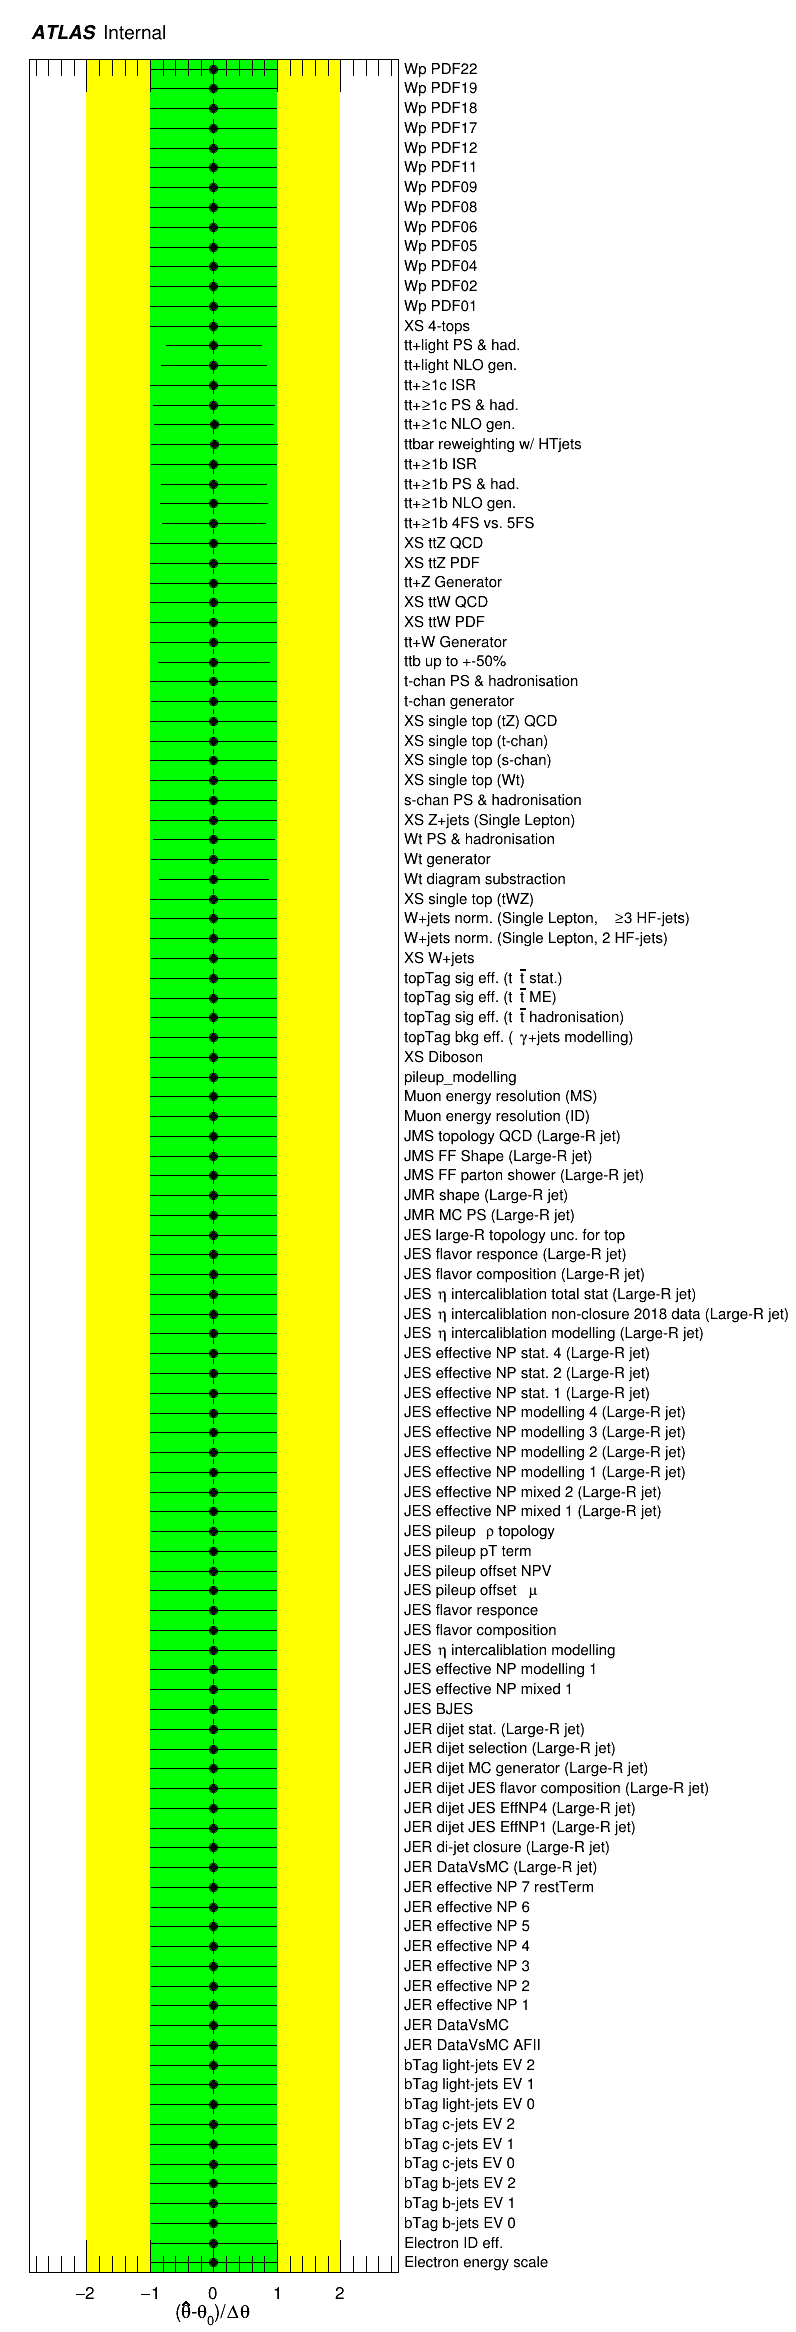 ATLAS Internal
Wp PDF22
Wp PDF19
Wp PDF18
Wp PDF17
Wp PDF12
Wp PDF11
Wp PDF09
Wp PDF08
Wp PDF06
Wp PDF05
Wp PDF04
Wp PDF02
Wp PDF01
XS 4-tops
tt+light PS & had.
tt+light NLO gen.
tt+≥1c ISR
tt+≥1c PS & had.
tt+≥1c NLO gen.
ttbar reweighting w/ HTjets
tt+≥1b ISR
tt+≥1b PS & had.
tt+≥1b NLO gen.
tt+≥1b 4FS vs. 5FS
XS ttZ QCD
XS ttZ PDF
tt+Z Generator
XS ttW QCD
XS ttW PDF
tt+W Generator
ttb up to +-50%
t-chan PS & hadronisation
t-chan generator
XS single top (tZ) QCD
XS single top (t-chan)
XS single top (s-chan)
XS single top (Wt)
s-chan PS & hadronisation
XS Z+jets (Single Lepton)
Wt PS & hadronisation
Wt generator
Wt diagram substraction
XS single top (tWZ)
W+jets norm. (Single Lepton, ≥3 HF-jets)
W+jets norm. (Single Lepton, 2 HF-jets)
XS W+jets
topTag sig eff. (t t̄ stat.)
topTag sig eff. (t t̄ ME)
topTag sig eff. (t t̄ hadronisation)
topTag bkg eff. ( γ+jets modelling)
XS Diboson
pileup_modelling
Muon energy resolution (MS)
Muon energy resolution (ID)
JMS topology QCD (Large-R jet)
JMS FF Shape (Large-R jet)
JMS FF parton shower (Large-R jet)
JMR shape (Large-R jet)
JMR MC PS (Large-R jet)
JES large-R topology unc. for top
JES flavor responce (Large-R jet)
JES flavor composition (Large-R jet)
JES η intercaliblation total stat (Large-R jet)
JES η intercaliblation non-closure 2018 data (Large-R jet)
JES η intercaliblation modelling (Large-R jet)
JES effective NP stat. 4 (Large-R jet)
JES effective NP stat. 2 (Large-R jet)
JES effective NP stat. 1 (Large-R jet)
JES effective NP modelling 4 (Large-R jet)
JES effective NP modelling 3 (Large-R jet)
JES effective NP modelling 2 (Large-R jet)
JES effective NP modelling 1 (Large-R jet)
JES effective NP mixed 2 (Large-R jet)
JES effective NP mixed 1 (Large-R jet)
JES pileup ρ topology
JES pileup pT term
JES pileup offset NPV
JES pileup offset μ
JES flavor responce
JES flavor composition
JES η intercaliblation modelling
JES effective NP modelling 1
JES effective NP mixed 1
JES BJES
JER dijet stat. (Large-R jet)
JER dijet selection (Large-R jet)
JER dijet MC generator (Large-R jet)
JER dijet JES flavor composition (Large-R jet)
JER dijet JES EffNP4 (Large-R jet)
JER dijet JES EffNP1 (Large-R jet)
JER di-jet closure (Large-R jet)
JER DataVsMC (Large-R jet)
JER effective NP 7 restTerm
JER effective NP 6
JER effective NP 5
JER effective NP 4
JER effective NP 3
JER effective NP 2
JER effective NP 1
JER DataVsMC
JER DataVsMC AFII
bTag light-jets EV 2
bTag light-jets EV 1
bTag light-jets EV 0
bTag c-jets EV 2
bTag c-jets EV 1
bTag c-jets EV 0
bTag b-jets EV 2
bTag b-jets EV 1
bTag b-jets EV 0
Electron ID eff.
Electron energy scale
−2 −1 0 1 2
(θ̂-θ₀)/Δθ